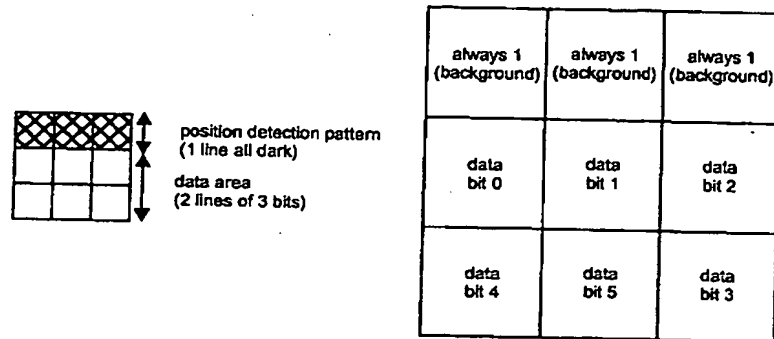 position detection pattern
(1 line all dark)
data area
(2 lines of 3 bits)
always 1
(background)
always 1
(background)
always 1
(background)
data
bit 0
data
bit 1
data
bit 2
data
bit 4
data
bit 5
data
bit 3